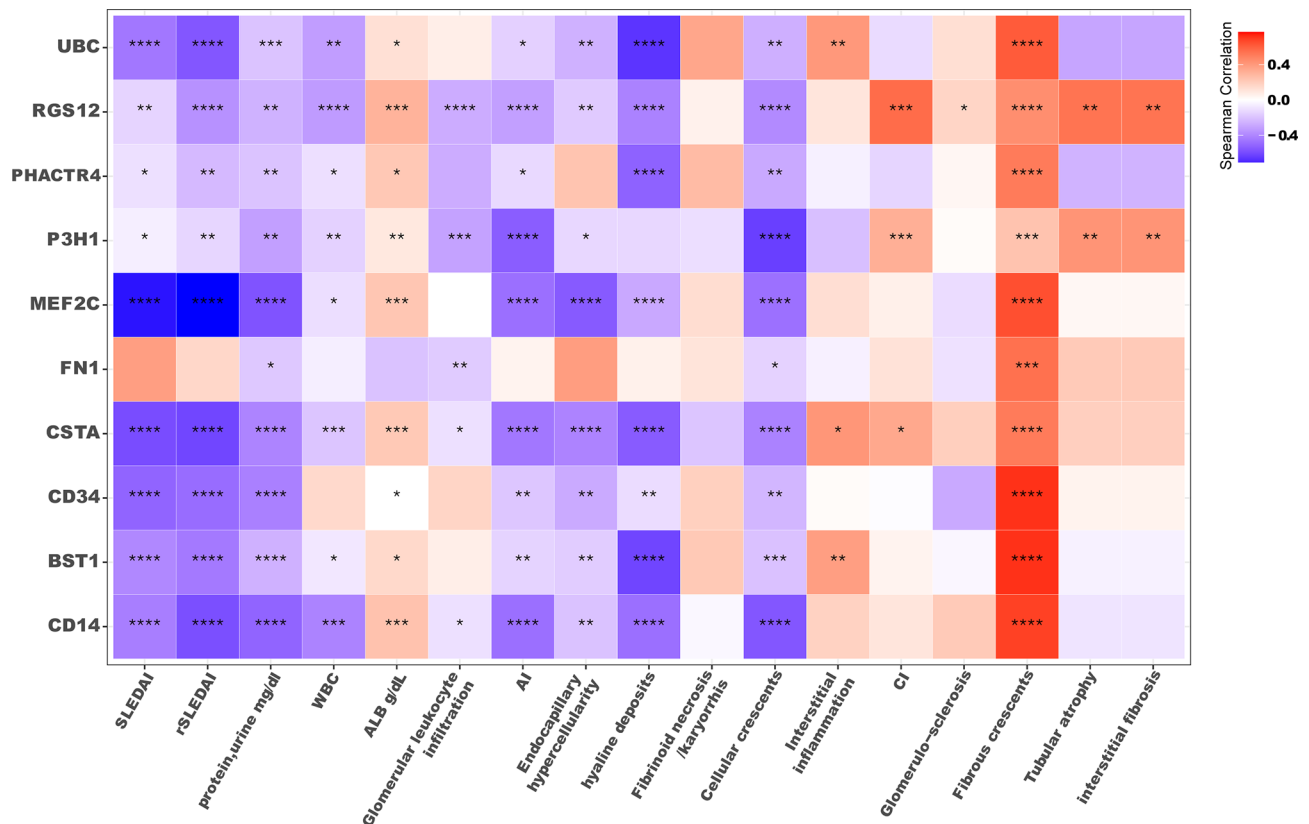 UBC **** **** *** ** * * ** **** ** ** ****
RGS12 ** **** ** **** *** **** **** ** **** **** *** * **** ** **
PHACTR4 * ** ** * * * **** ** ****
P3H1 * ** ** ** ** *** **** * **** *** *** ** **
MEF2C **** **** **** * *** **** **** **** **** ****
FN1 * ** * ***
CSTA **** **** **** *** *** * **** **** **** **** * * ****
CD34 **** **** **** * ** ** ** ** ****
BST1 **** **** **** * * ** ** **** *** ** ****
CD14 **** **** **** *** *** * **** ** **** **** ****
SLEDAI
rSLEDAI
protein,urine mg/dl
WBC
ALB g/dL
Glomerular leukocyte
infiltration
AI
Endocapillary
hypercellularity
hyaline deposits
Fibrinoid necrosis
/karyorrhis
Cellular crescents
Interstitial
inflammation
CI
Glomerulo-sclerosis
Fibrous crescents
Tubular atrophy
interstitial fibrosis
Spearman Correlation
0.4
0.0
-0.4